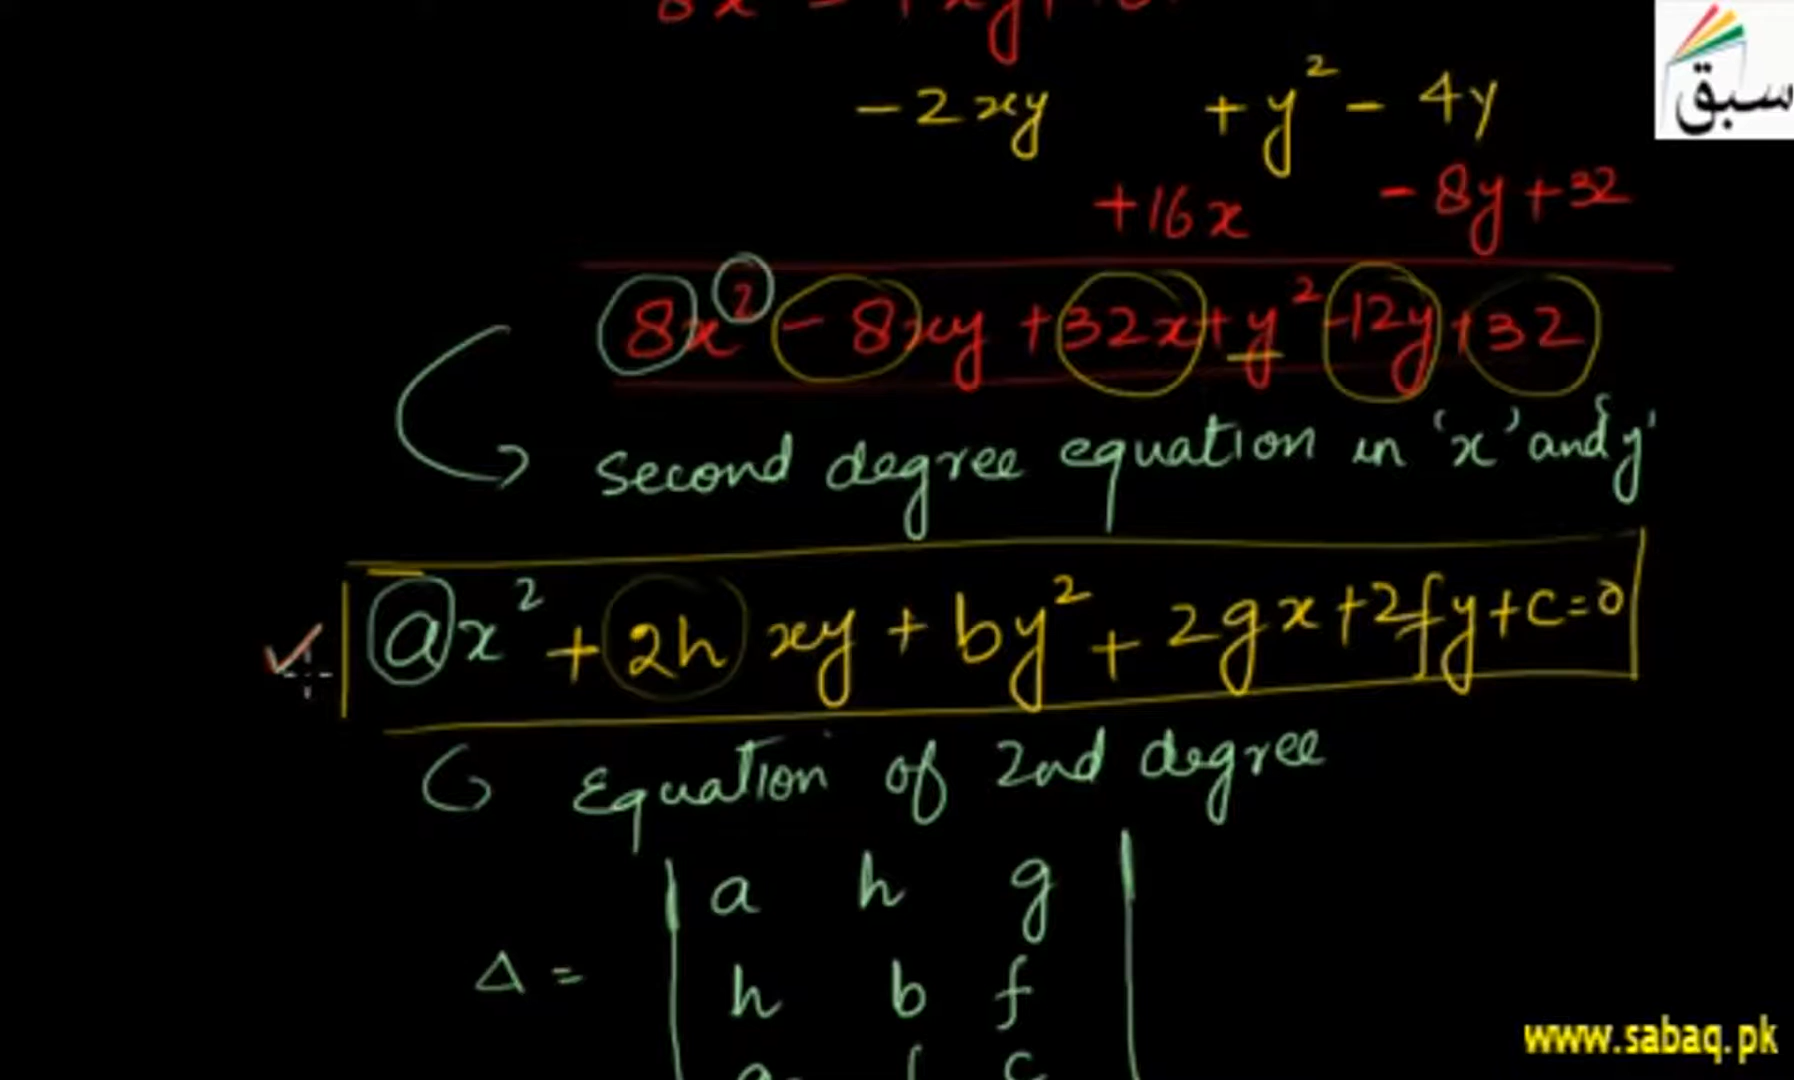 -2xy +y² - 4y
سبق
+16x - 8y+32
8x² - 8xy + 32x + y² - 12y + 32
second degree equation in 'x' and 'y'
ax² + 2h xy + by² + 2gx + 2fy + c = 0
Equation of 2nd degree
a h g
Δ =
h b f
www.sabaq.pk